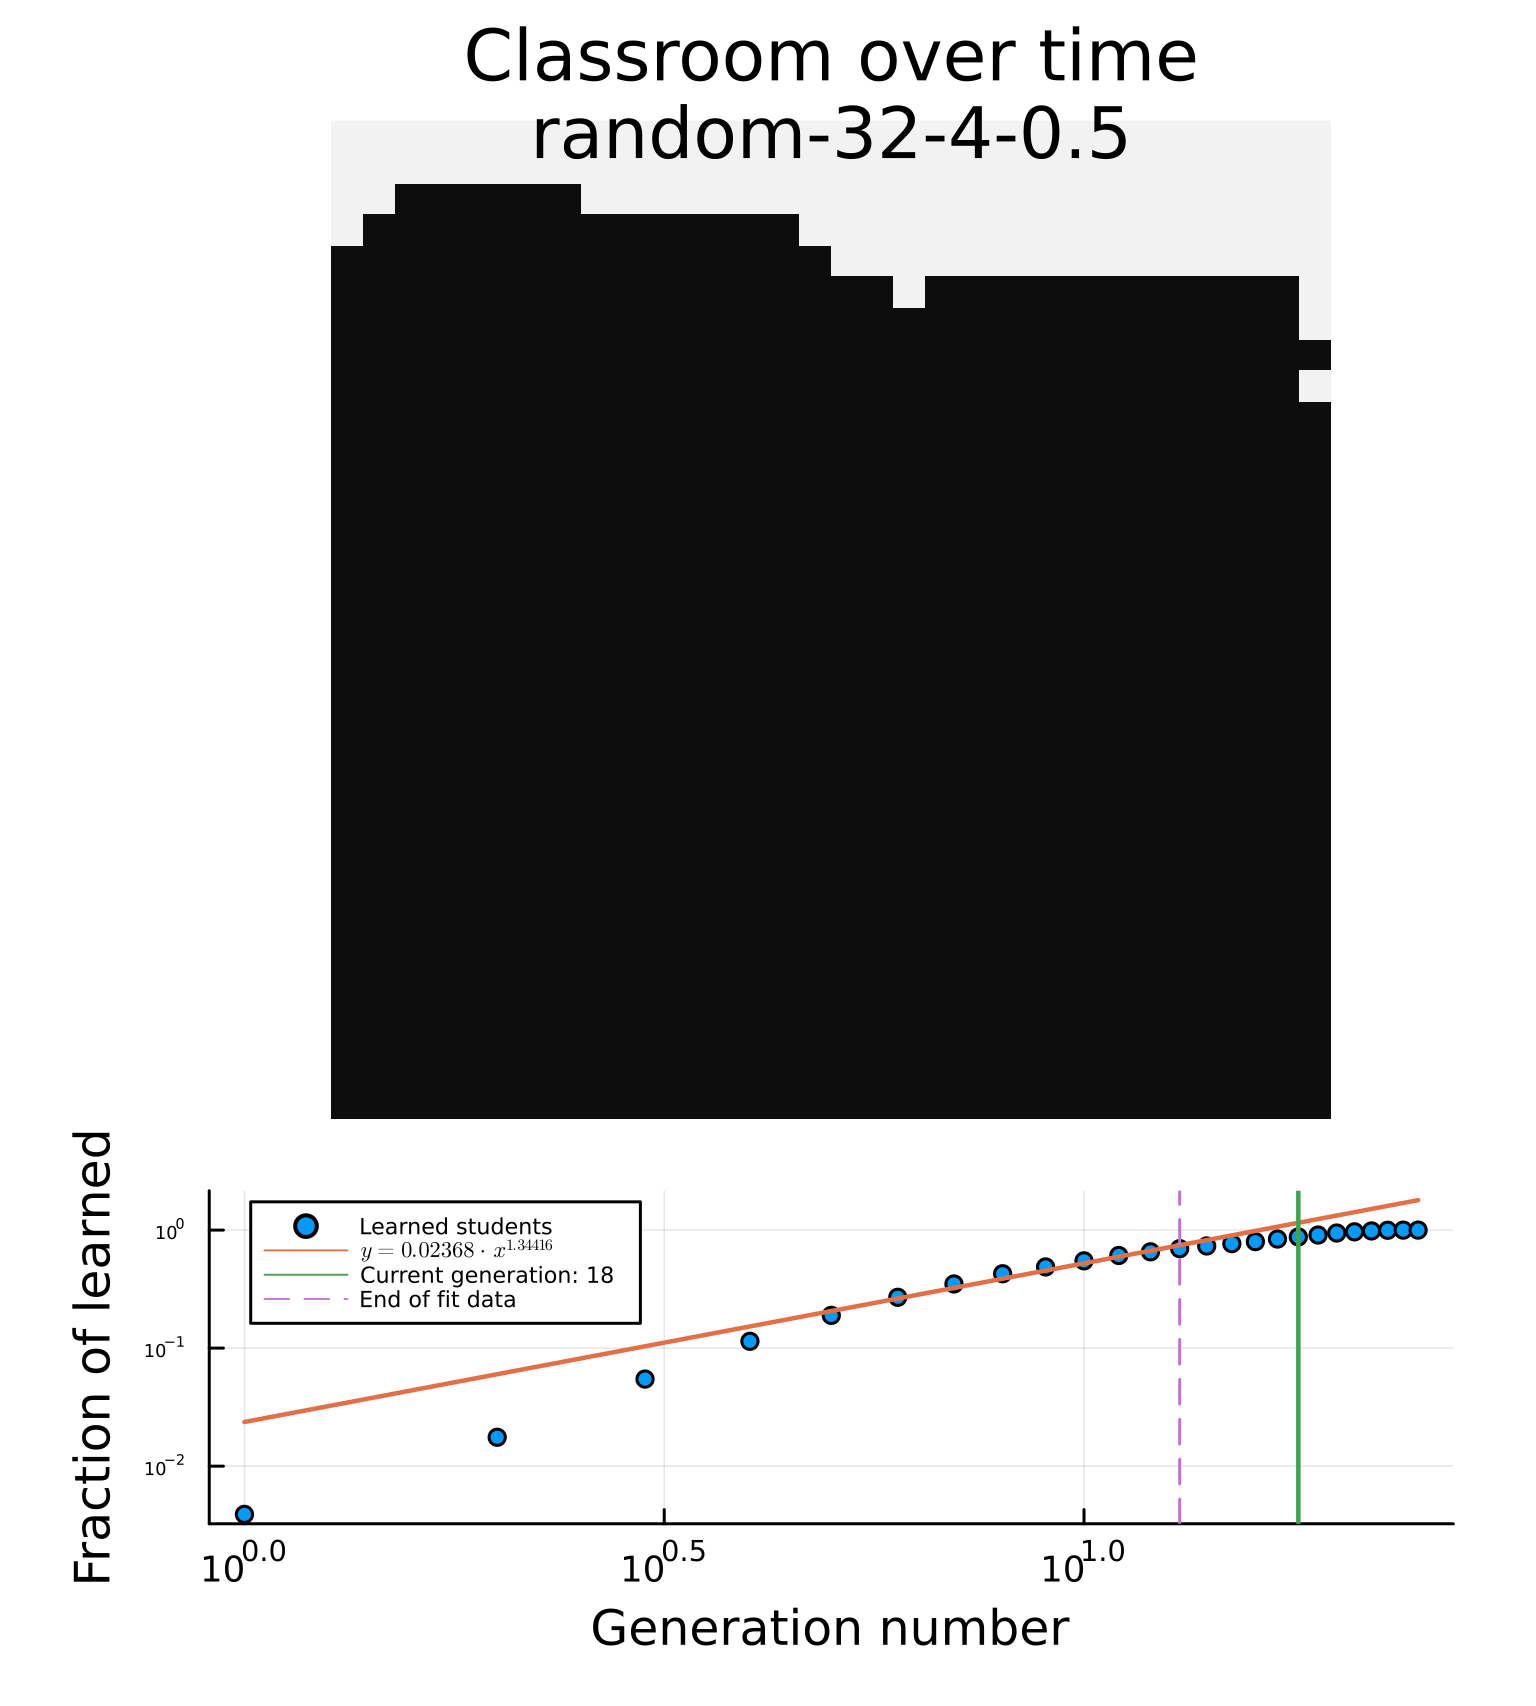 Classroom over time
random-32-4-0.5
Fraction of learned
10^0
10^−1
10^−2
Learned students
y = 0.02368 · x^1.34416
Current generation: 18
End of fit data
10^0.0
10^0.5
10^1.0
Generation number